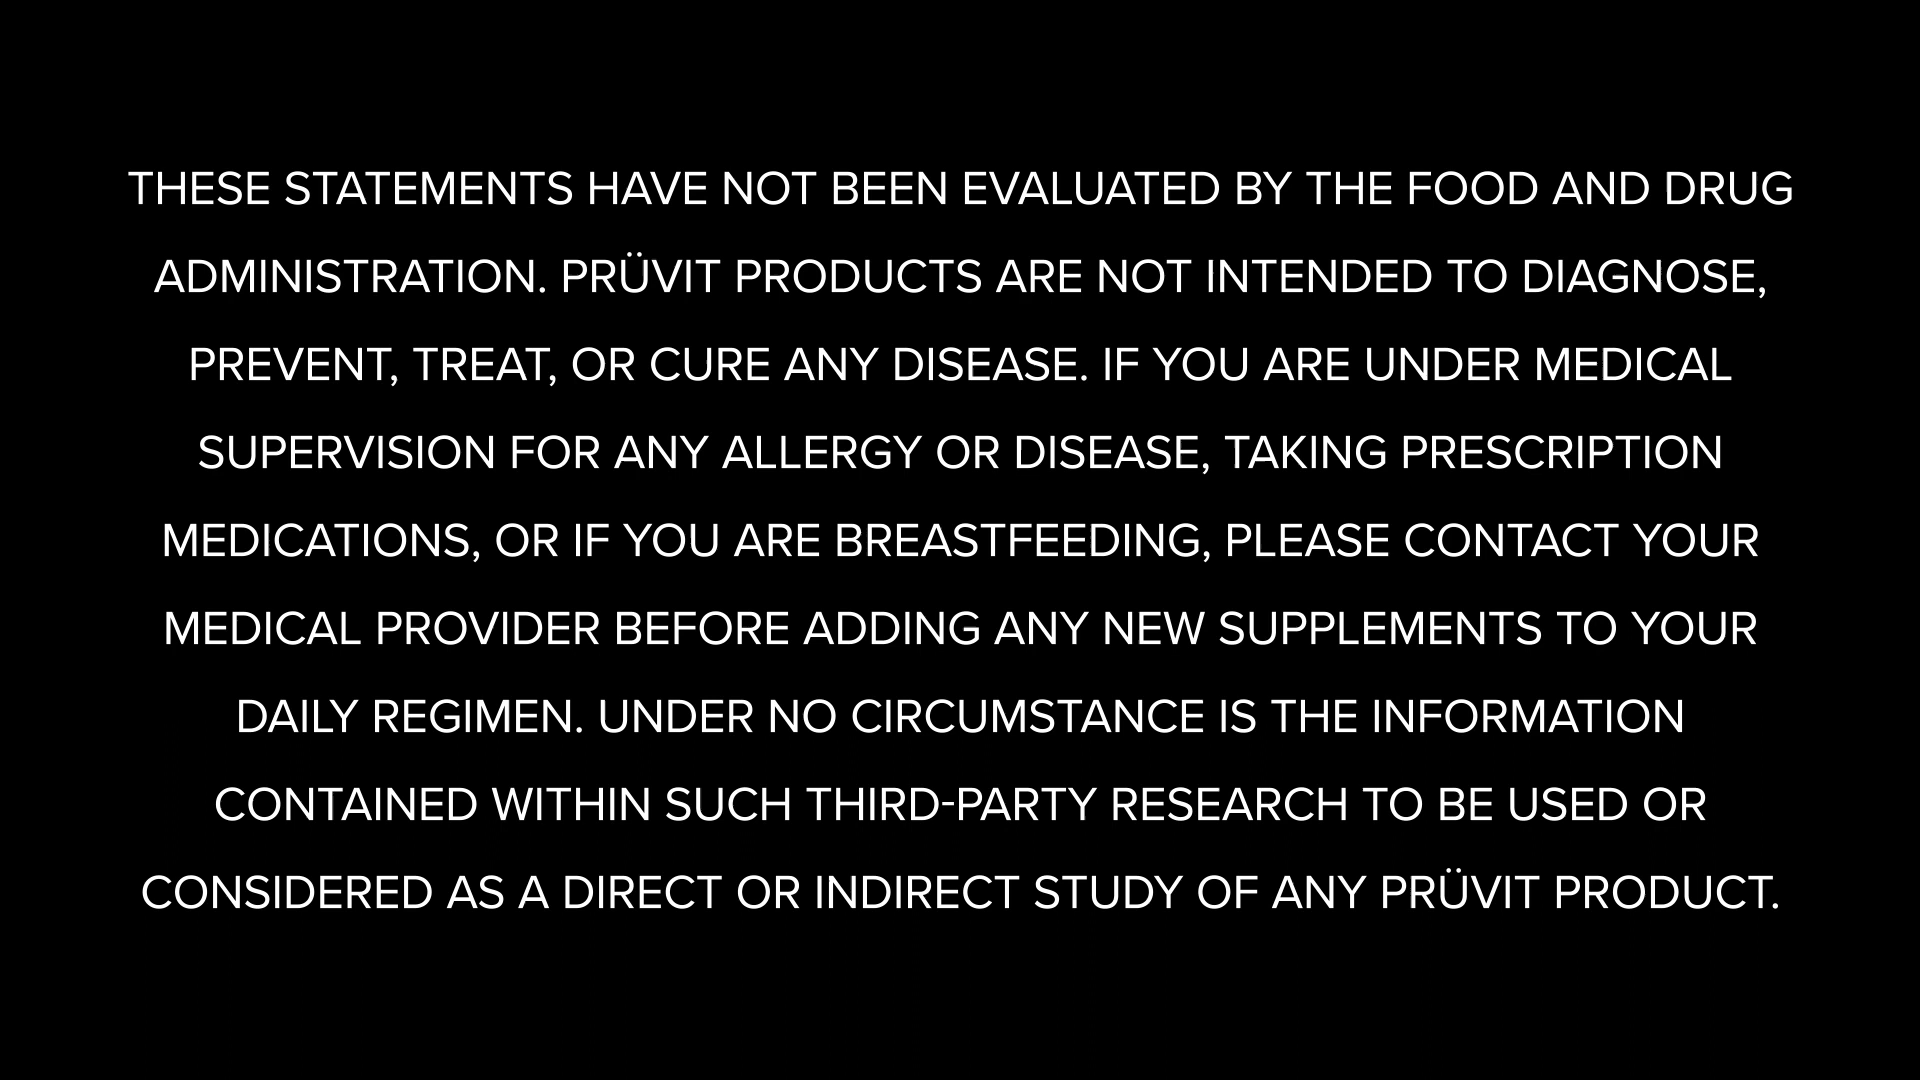 THESE STATEMENTS HAVE NOT BEEN EVALUATED BY THE FOOD AND DRUG
ADMINISTRATION. PRÜVIT PRODUCTS ARE NOT INTENDED TO DIAGNOSE,
PREVENT, TREAT, OR CURE ANY DISEASE. IF YOU ARE UNDER MEDICAL
SUPERVISION FOR ANY ALLERGY OR DISEASE, TAKING PRESCRIPTION
MEDICATIONS, OR IF YOU ARE BREASTFEEDING, PLEASE CONTACT YOUR
MEDICAL PROVIDER BEFORE ADDING ANY NEW SUPPLEMENTS TO YOUR
DAILY REGIMEN. UNDER NO CIRCUMSTANCE IS THE INFORMATION
CONTAINED WITHIN SUCH THIRD-PARTY RESEARCH TO BE USED OR
CONSIDERED AS A DIRECT OR INDIRECT STUDY OF ANY PRÜVIT PRODUCT.